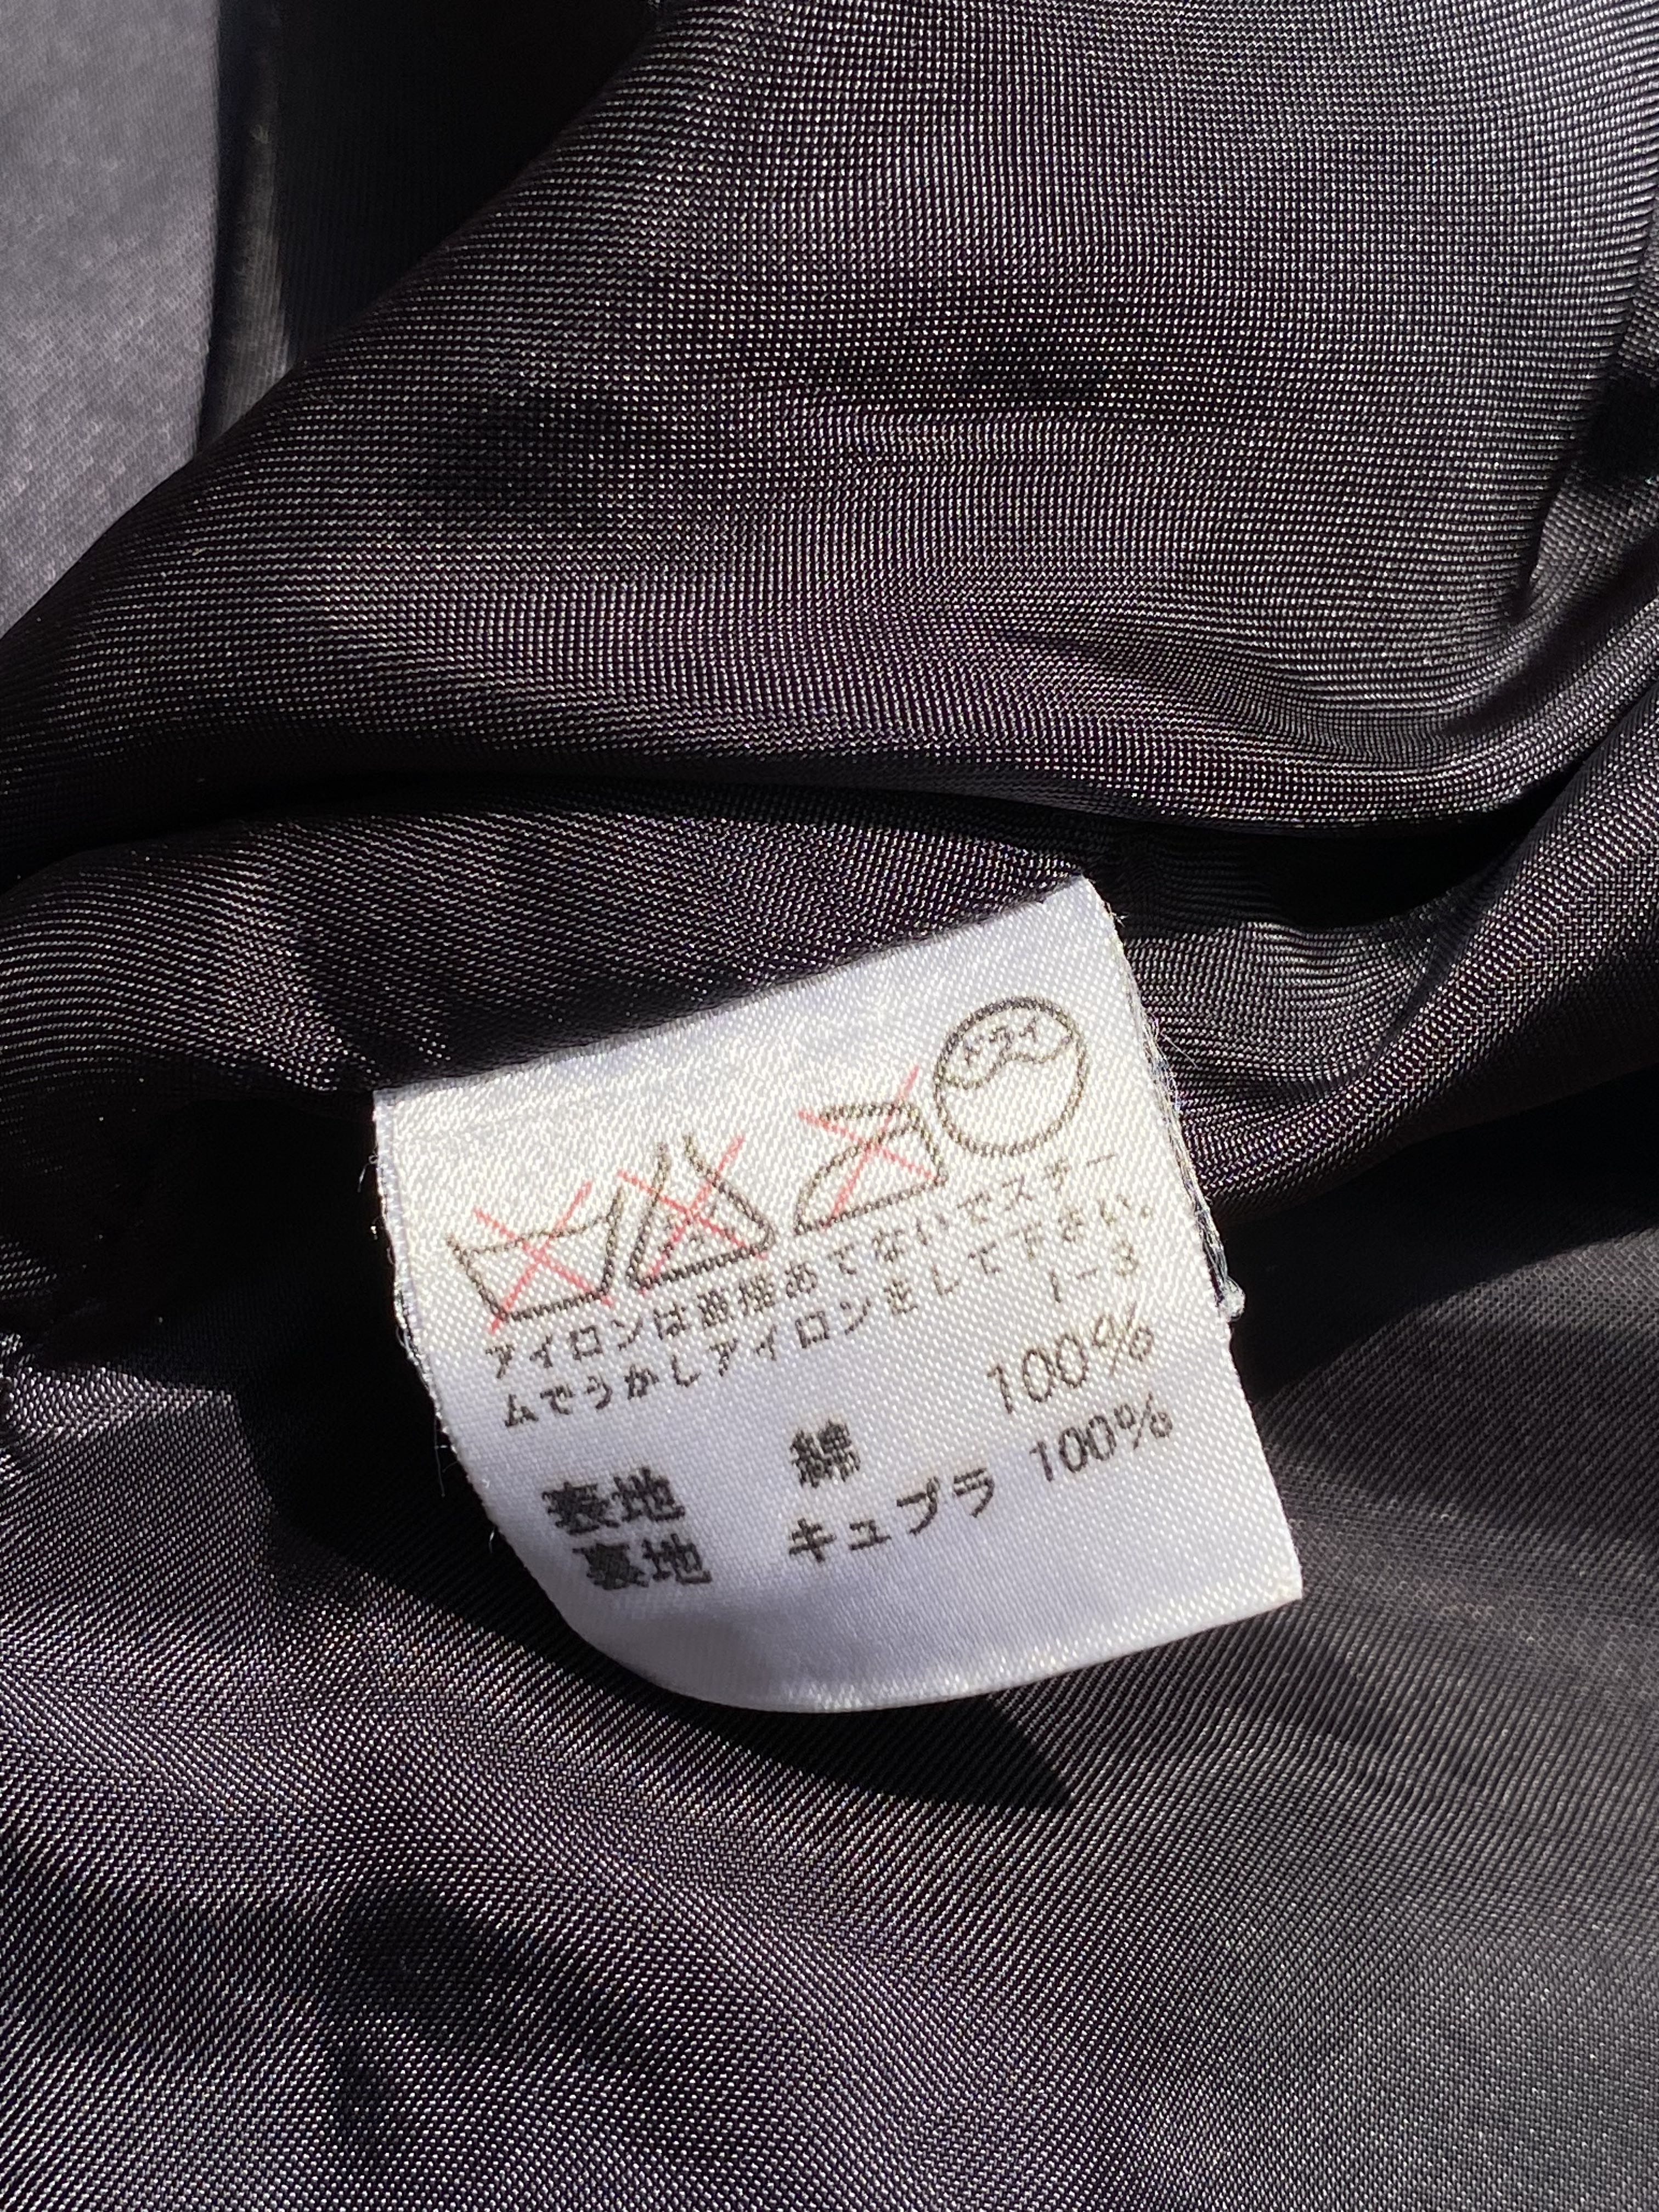 ドライ
アイロンは直接あてないでスチー
ムでうかしアイロンをして下さい。
1-3
表地 綿 100%
裏地 キュプラ 100%